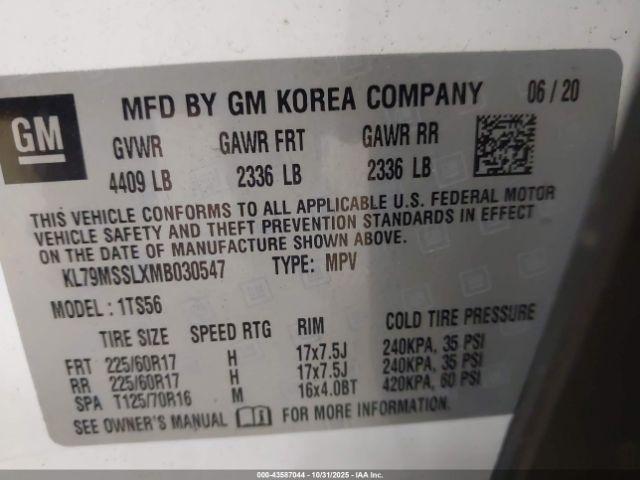 GM
MFD BY GM KOREA COMPANY 06 / 20
GVWR GAWR FRT GAWR RR
4409 LB 2336 LB 2336 LB
THIS VEHICLE CONFORMS TO ALL APPLICABLE U.S. FEDERAL MOTOR
VEHICLE SAFETY AND THEFT PREVENTION STANDARDS IN EFFECT
ON THE DATE OF MANUFACTURE SHOWN ABOVE.
KL79MSSLXMB030547 TYPE: MPV
MODEL : 1TS56
TIRE SIZE SPEED RTG RIM COLD TIRE PRESSURE
FRT 225/60R17 H 17x7.5J 240KPA, 35 PSI
RR 225/60R17 H 17x7.5J 240KPA, 35 PSI
SPA T125/70R16 M 16x4.0BT 420KPA, 60 PSI
SEE OWNER'S MANUAL FOR MORE INFORMATION.
000-43587044 - 10/31/2025 - IAA Vehicle Auctions